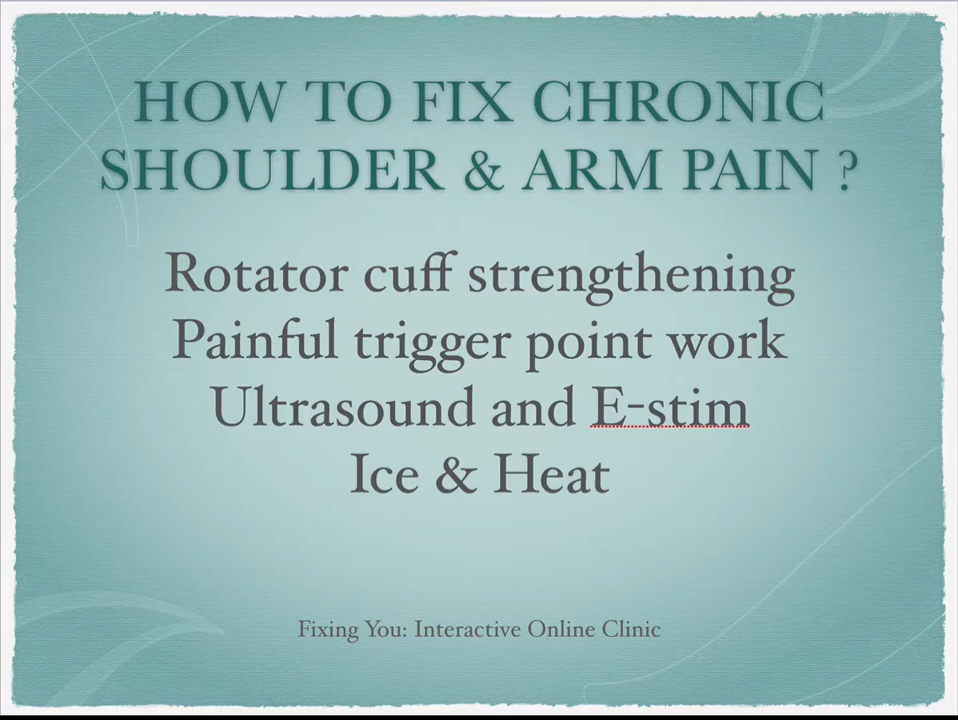 HOW TO FIX CHRONIC
SHOULDER & ARM PAIN ?
Rotator cuff strengthening
Painful trigger point work
Ultrasound and E-stim
Ice & Heat
Fixing You: Interactive Online Clinic